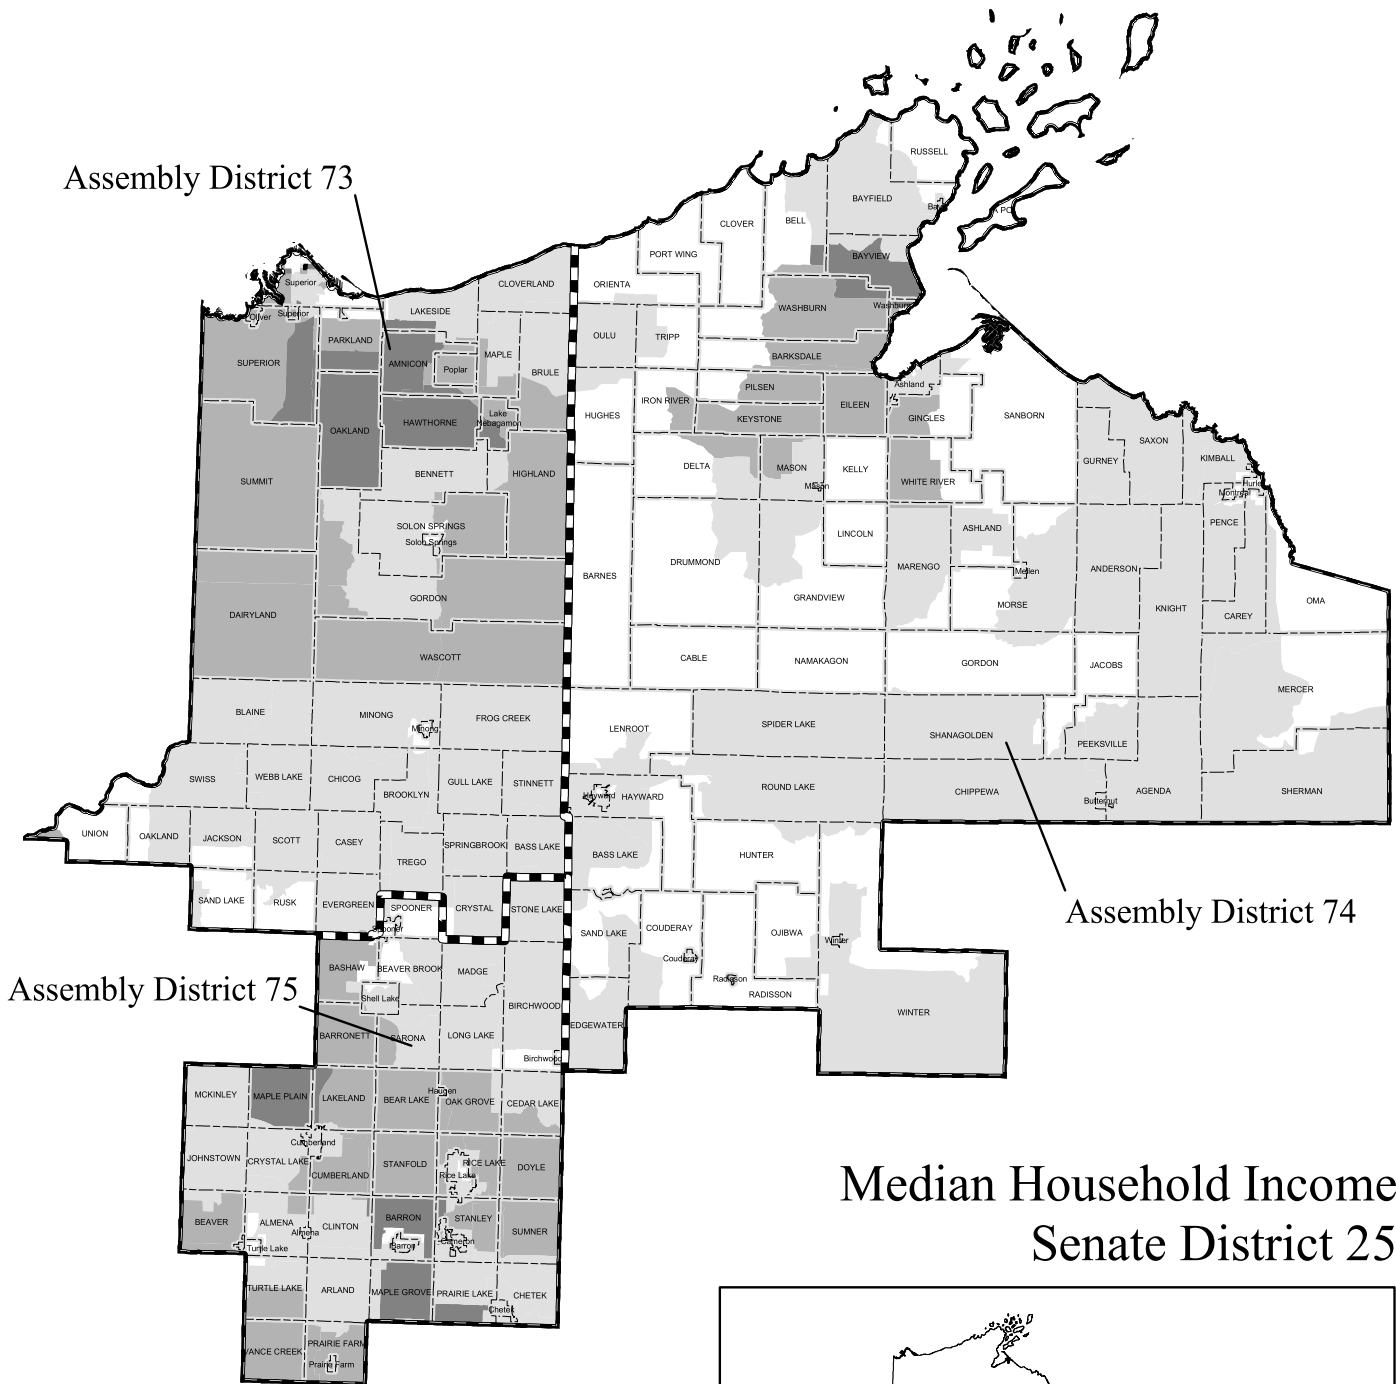 RUSSELL
Assembly District 73
BAYFIELD
CLOVER
BELL
PORT WING
BAYVIEW
Superior
CLOVERLAND
ORIENTA
LAKESIDE
WASHBURN
Washburn
Oliver
Superior
OULU
TRIPP
PARKLAND
SUPERIOR
AMNICON
MAPLE
BARKSDALE
Poplar
BRULE
PILSEN
Ashland
IRON RIVER
EILEEN
HUGHES
KEYSTONE
GINGLES
SANBORN
Lake
Nebagamon
HAWTHORNE
OAKLAND
SAXON
KIMBALL
GURNEY
DELTA
MASON
KELLY
BENNETT
HIGHLAND
SUMMIT
Mason
WHITE RIVER
Montreal
SOLON SPRINGS
Solon Springs
LINCOLN
ASHLAND
PENCE
DRUMMOND
MARENGO
Mellen
ANDERSON
BARNES
GORDON
GRANDVIEW
MORSE
KNIGHT
OMA
DAIRYLAND
CAREY
WASCOTT
CABLE
NAMAKAGON
GORDON
JACOBS
MERCER
BLAINE
MINONG
FROG CREEK
Minong
LENROOT
SPIDER LAKE
SHANAGOLDEN
PEEKSVILLE
SWISS
WEBB LAKE
CHICOG
GULL LAKE
STINNETT
BROOKLYN
Hayward
HAYWARD
ROUND LAKE
CHIPPEWA
AGENDA
SHERMAN
Butternut
UNION
OAKLAND
JACKSON
SCOTT
CASEY
SPRINGBROOK
BASS LAKE
BASS LAKE
HUNTER
TREGO
SAND LAKE
RUSK
EVERGREEN
SPOONER
CRYSTAL
STONE LAKE
Assembly District 74
Spooner
SAND LAKE
COUDERAY
OJIBWA
Winter
Couderay
BASHAW
BEAVER BROOK
MADGE
Radisson
RADISSON
Assembly District 75
Shell Lake
BIRCHWOOD
WINTER
EDGEWATER
BARRONETT
SARONA
LONG LAKE
Birchwood
MCKINLEY
MAPLE PLAIN
LAKELAND
BEAR LAKE
Haugen
OAK GROVE
CEDAR LAKE
Cumberland
JOHNSTOWN
CRYSTAL LAKE
CUMBERLAND
STANFOLD
RICE LAKE
Rice Lake
DOYLE
Median Household Income
BEAVER
ALMENA
Almena
CLINTON
BARRON
STANLEY
SUMNER
Turtle Lake
Barron
Cameron
Senate District 25
TURTLE LAKE
ARLAND
MAPLE GROVE
PRAIRIE LAKE
CHETEK
Chetek
VANCE CREEK
PRAIRIE FARM
Prairie Farm